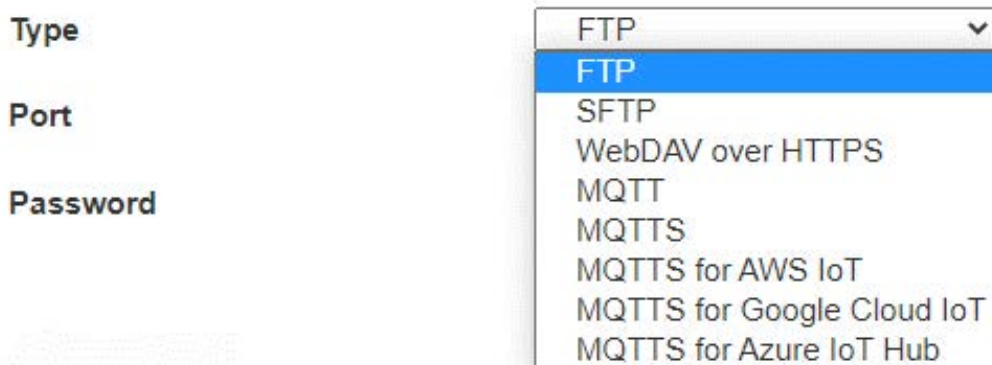 Type
FTP
FTP
SFTP
WebDAV over HTTPS
MQTT
MQTTS
MQTTS for AWS IoT
MQTTS for Google Cloud IoT
MQTTS for Azure IoT Hub
Port
Password